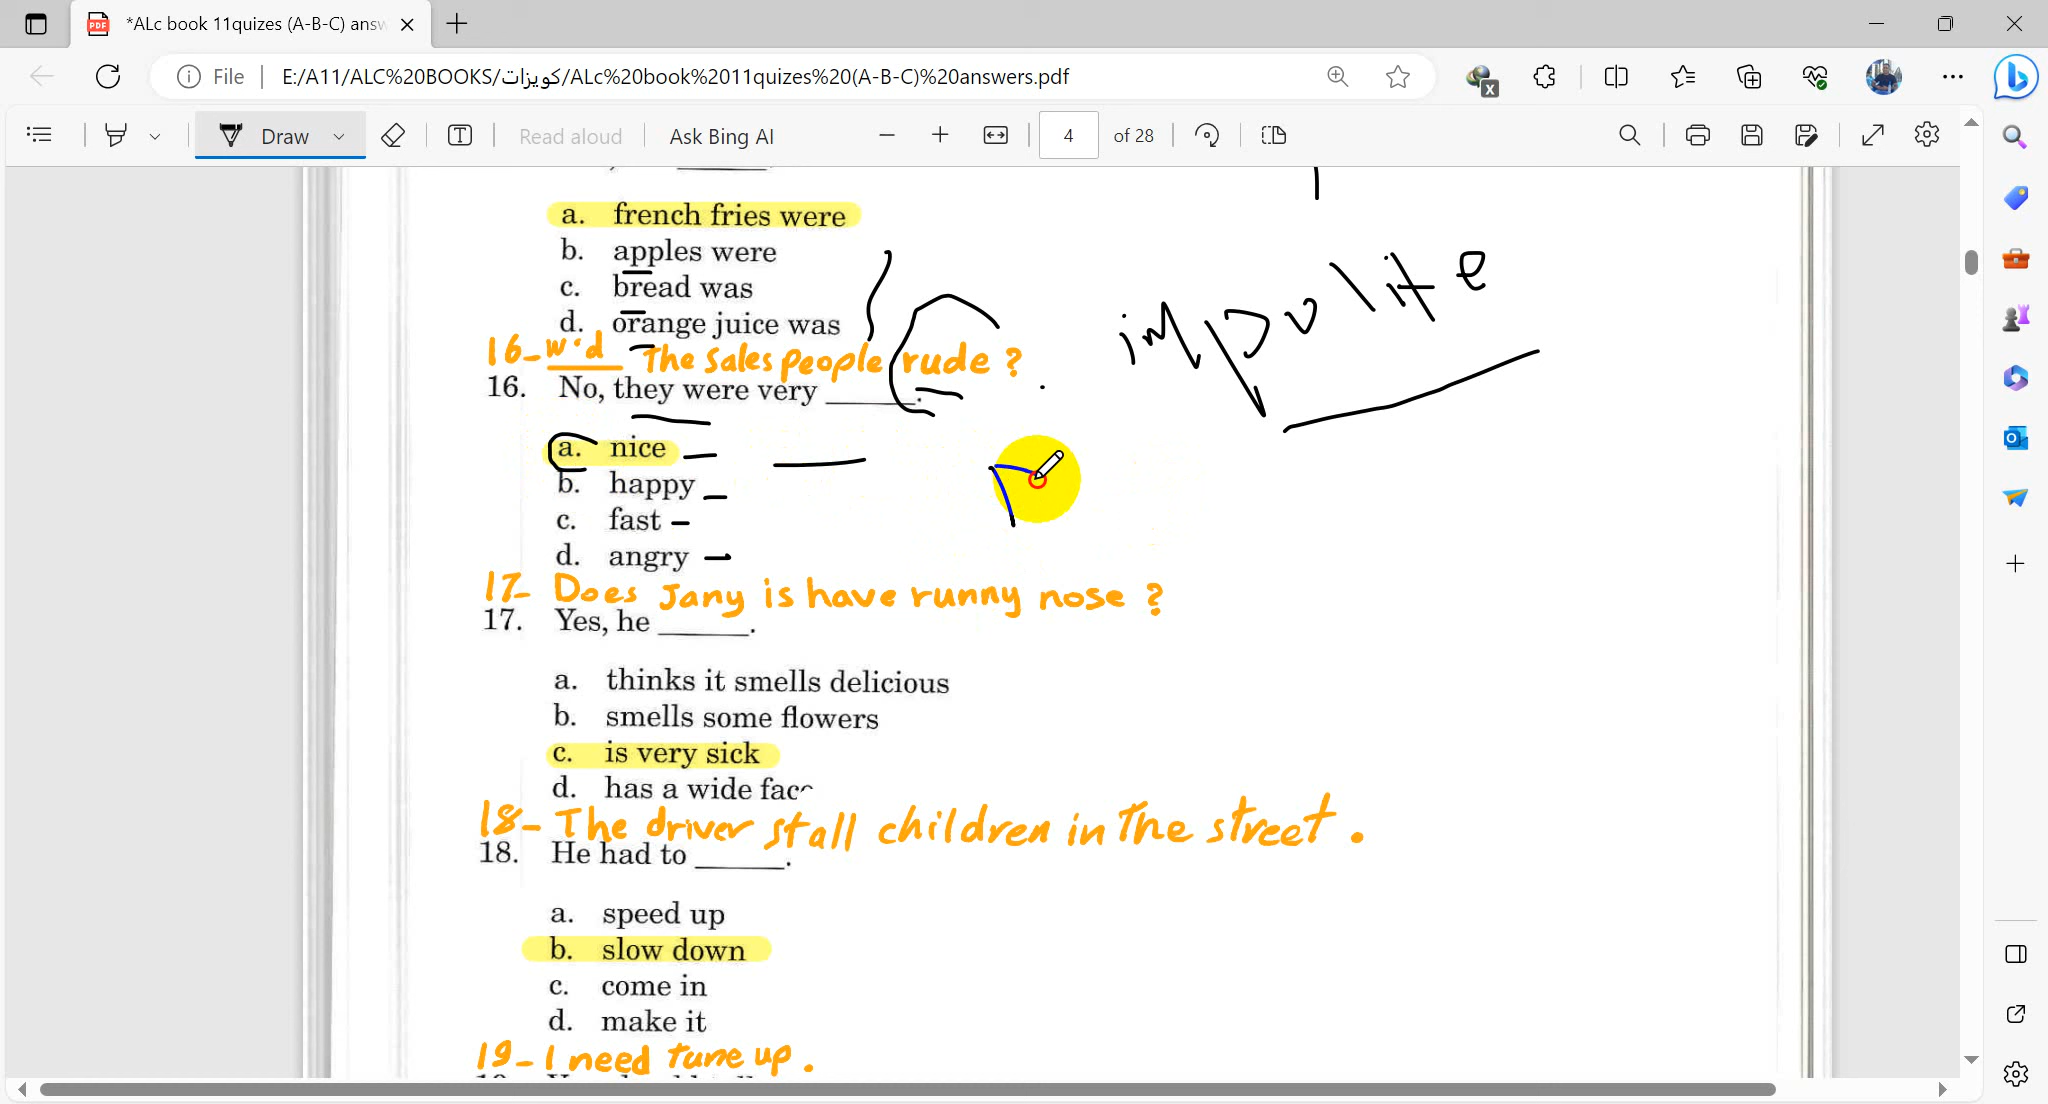 *ALc book 11quizes (A-B-C) answ
File
E:/A11/ALC%20BOOKS/كويزات/ALc%20book%2011quizes%20(A-B-C)%20answers.pdf
Draw
Read aloud
Ask Bing AI
4 of 28
a. french fries were
b. apples were
c. bread was
d. orange juice was
impolite
16- The Sales people rude ?
16. No, they were very ______.
a. nice
b. happy
c. fast
d. angry
17- Does Jany is have runny nose ?
17. Yes, he ______.
a. thinks it smells delicious
b. smells some flowers
c. is very sick
d. has a wide face
18- The driver stall children in The street .
18. He had to ______.
a. speed up
b. slow down
c. come in
d. make it
19- I need tune up .